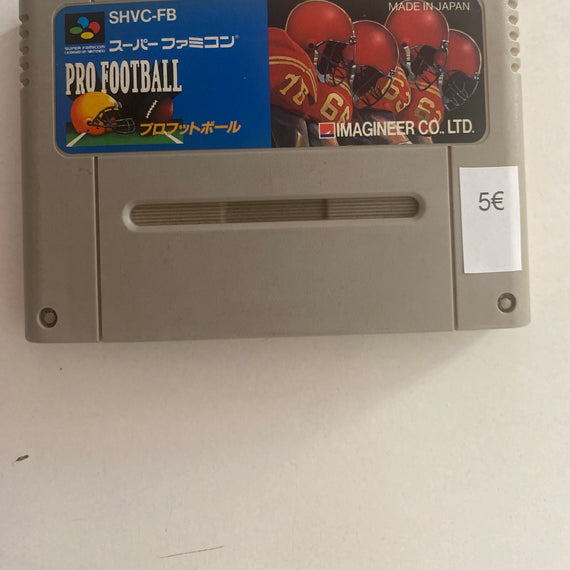 SHVC-FB
MADE IN JAPAN
SUPER FAMICOM
スーパーファミコン
PRO FOOTBALL
プロフットボール
76
IMAGINEER CO., LTD.
5€